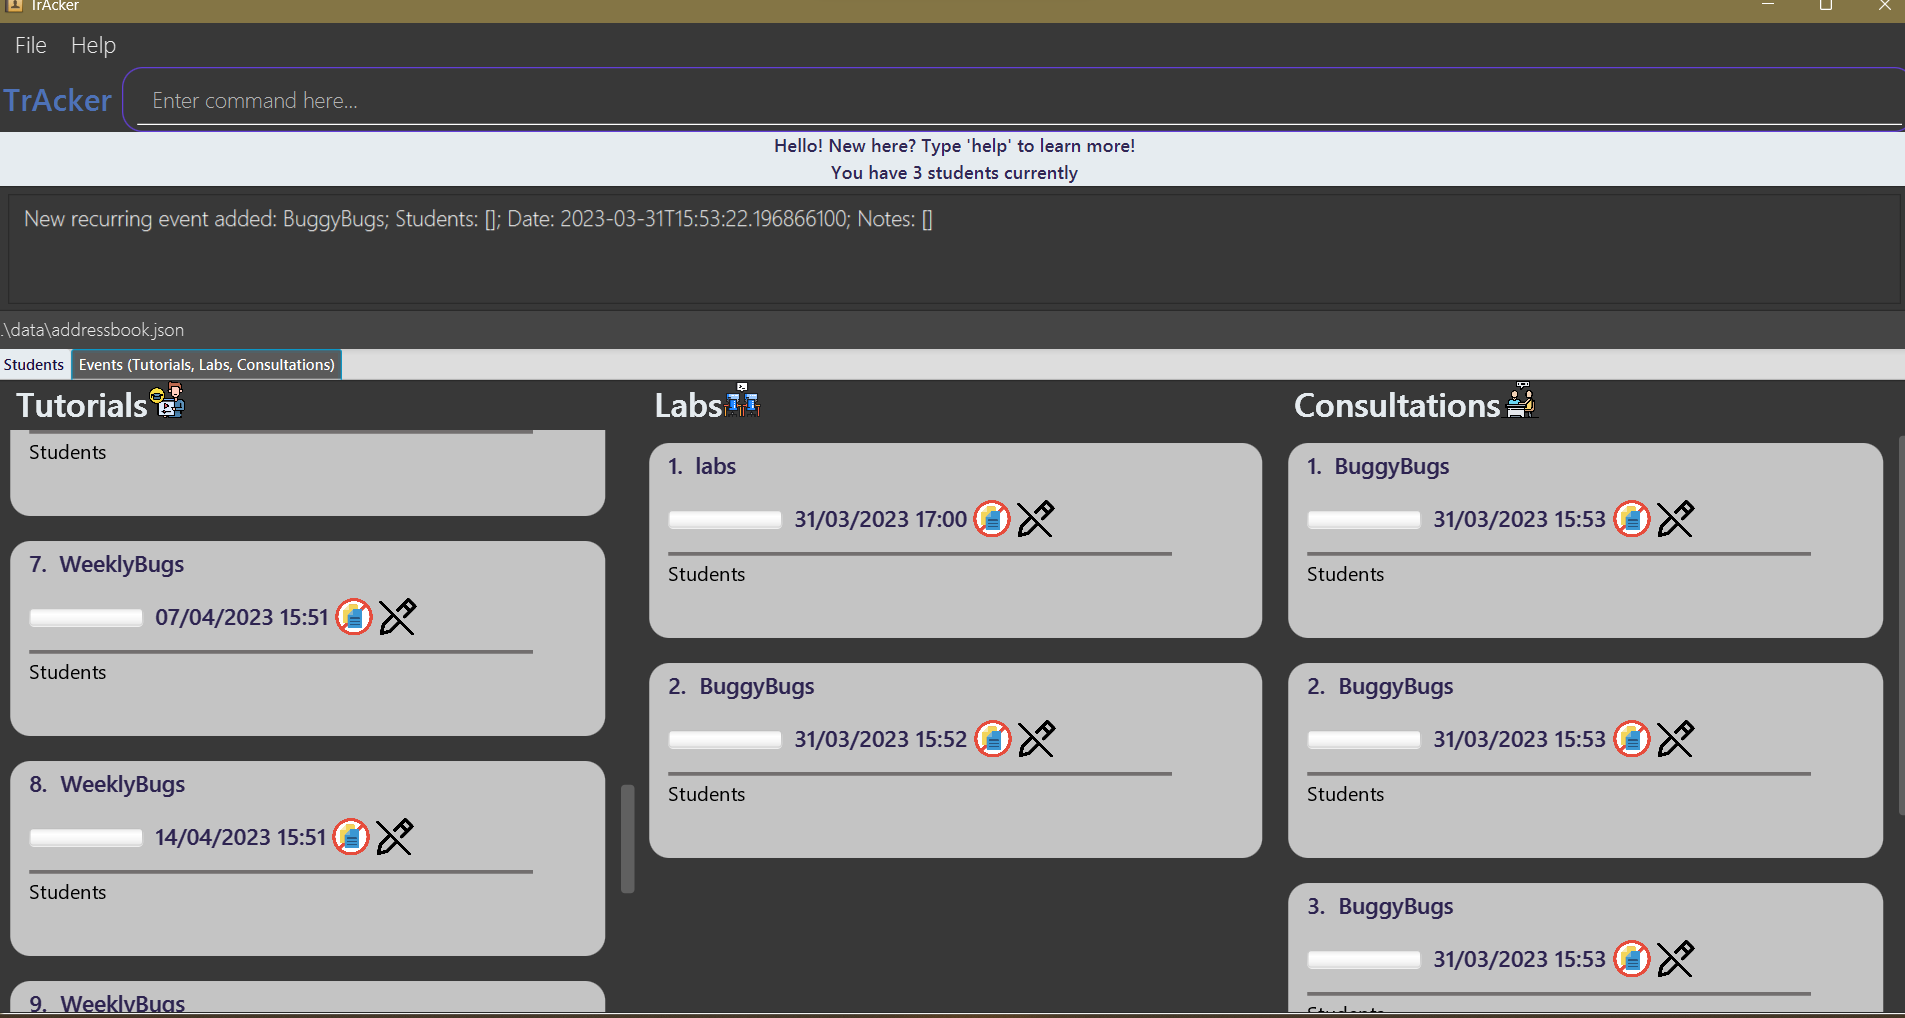 TrAcker
File Help
TrAcker Enter command here...
Hello! New here? Type 'help' to learn more!
You have 3 students currently
New recurring event added: BuggyBugs; Students: []; Date: 2023-03-31T15:53:22.196866100; Notes: []
.\data\addressbook.json
Students Events (Tutorials, Labs, Consultations)
Tutorials
Students
7. WeeklyBugs
07/04/2023 15:51
Students
8. WeeklyBugs
14/04/2023 15:51
Students
9. WeeklyBugs
Labs
1. labs
31/03/2023 17:00
Students
2. BuggyBugs
31/03/2023 15:52
Students
Consultations
1. BuggyBugs
31/03/2023 15:53
Students
2. BuggyBugs
31/03/2023 15:53
Students
3. BuggyBugs
31/03/2023 15:53
Students